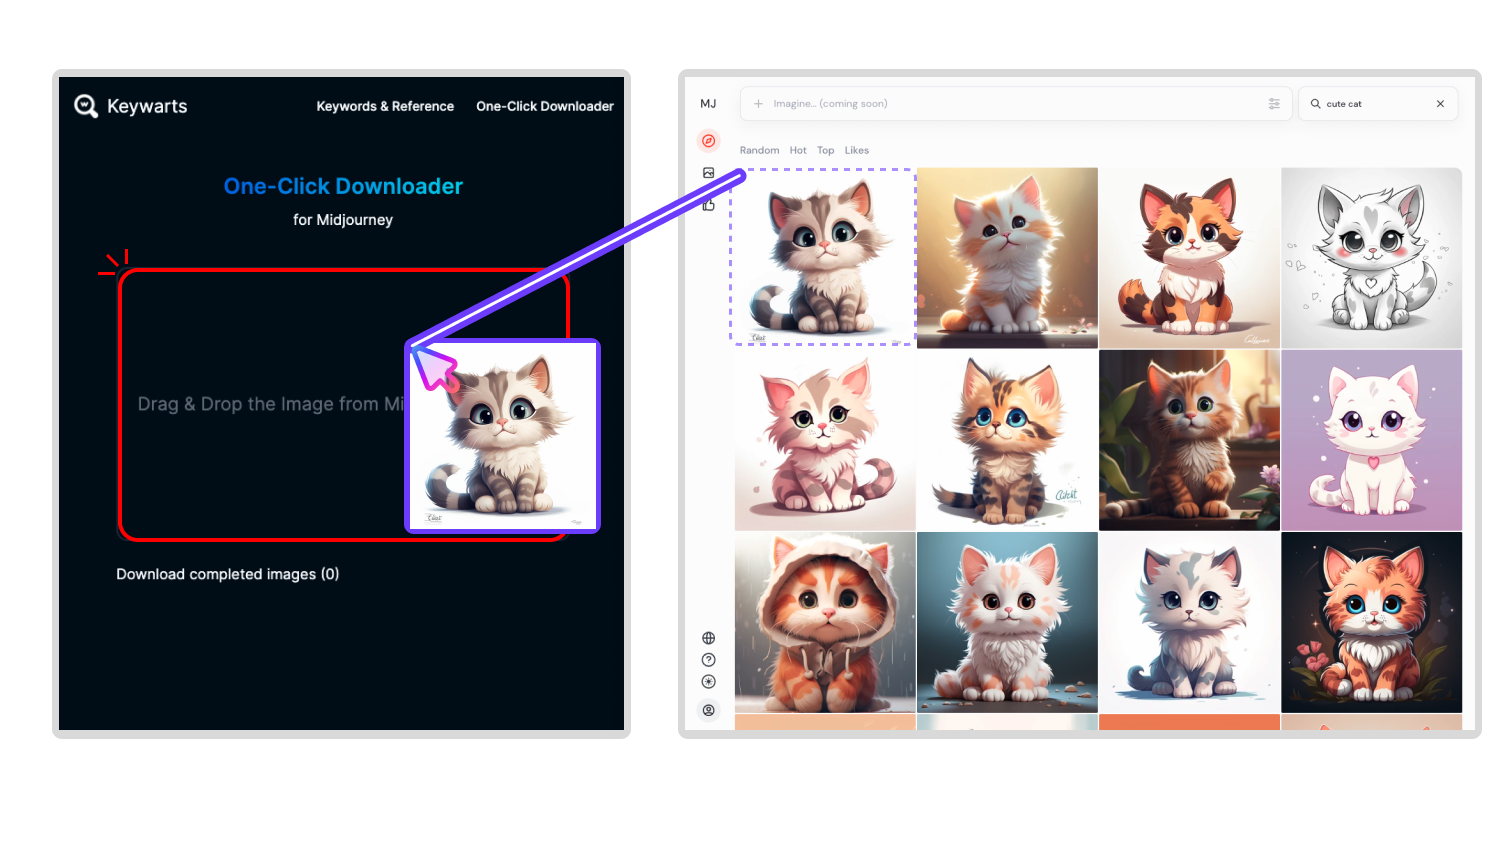 Keywarts
Keywords & Reference
One-Click Downloader
One-Click Downloader
for Midjourney
Drag & Drop the Image from Mi
Download completed images (0)
MJ
Imagine... (coming soon)
cute cat
Random Hot Top Likes